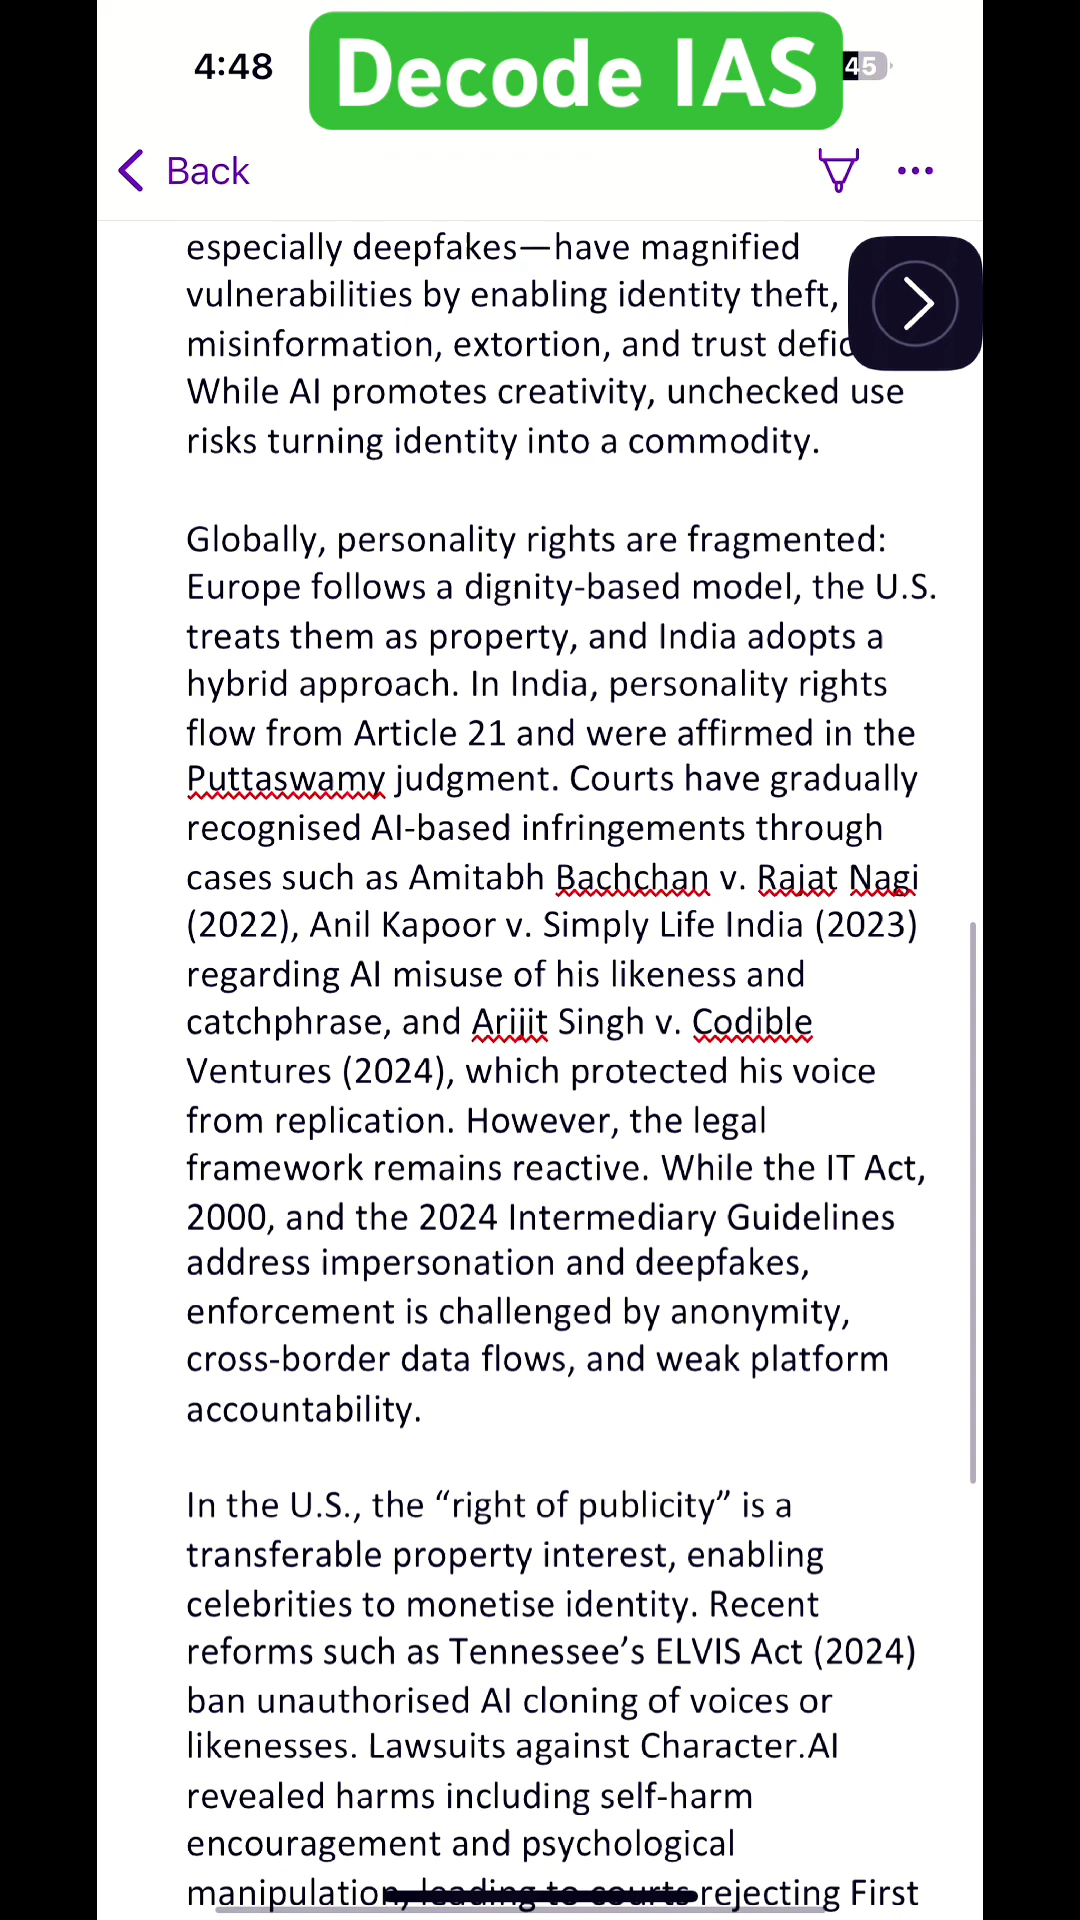 4:48
Decode IAS
45
Back
especially deepfakes—have magnified
vulnerabilities by enabling identity theft,
misinformation, extortion, and trust
While AI promotes creativity, unchecked use
risks turning identity into a commodity.
Globally, personality rights are fragmented:
Europe follows a dignity-based model, the U.S.
treats them as property, and India adopts a
hybrid approach. In India, personality rights
flow from Article 21 and were affirmed in the
Puttaswamy judgment. Courts have gradually
recognised AI-based infringements through
cases such as Amitabh Bachchan v. Rajat Nagi
(2022), Anil Kapoor v. Simply Life India (2023)
regarding AI misuse of his likeness and
catchphrase, and Arijit Singh v. Codible
Ventures (2024), which protected his voice
from replication. However, the legal
framework remains reactive. While the IT Act,
2000, and the 2024 Intermediary Guidelines
address impersonation and deepfakes,
enforcement is challenged by anonymity,
cross-border data flows, and weak platform
accountability.
In the U.S., the “right of publicity” is a
transferable property interest, enabling
celebrities to monetise identity. Recent
reforms such as Tennessee’s ELVIS Act (2024)
ban unauthorised AI cloning of voices or
likenesses. Lawsuits against Character.AI
revealed harms including self-harm
encouragement and psychological
manipulation, leading to courts rejecting First